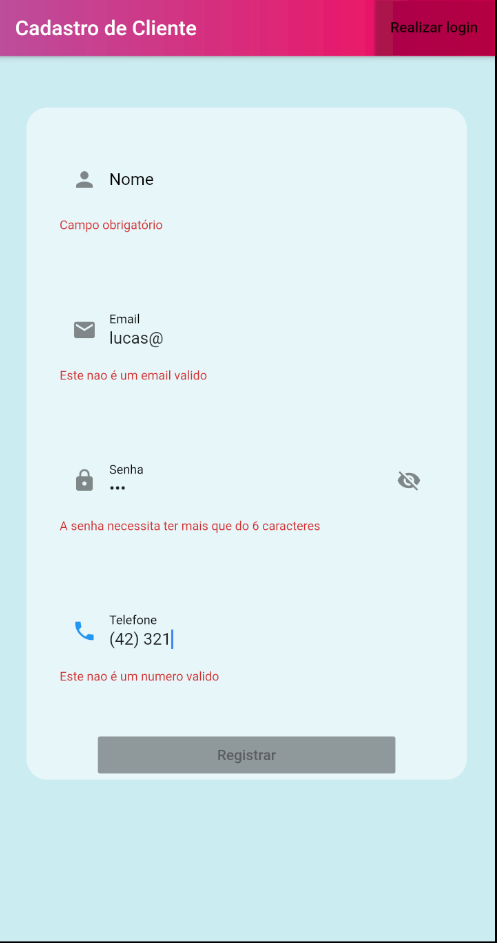 Cadastro de Cliente
Realizar login
Nome
Campo obrigatório
Email
lucas@
Este nao é um email valido
Senha
•••
A senha necessita ter mais que do 6 caracteres
Telefone
(42) 321
Este nao é um numero valido
Registrar